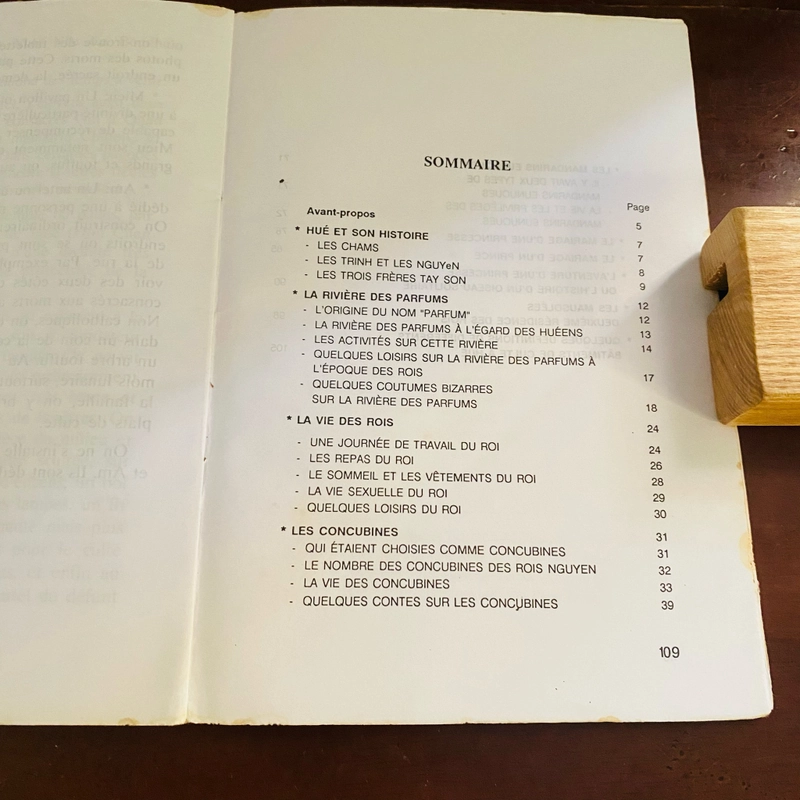 SOMMAIRE
Page
Avant-propos 5
* HUÉ ET SON HISTOIRE 7
- LES CHAMS 7
- LES TRINH ET LES NGUYeN 8
- LES TROIS FRÈRES TAY SON 9
* LA RIVIÈRE DES PARFUMS 12
- L'ORIGINE DU NOM "PARFUM" 12
- LA RIVIÈRE DES PARFUMS À L'ÉGARD DES HUÉENS 13
- LES ACTIVITÉS SUR CETTE RIVIÈRE 14
- QUELQUES LOISIRS SUR LA RIVIÈRE DES PARFUMS À
L'ÉPOQUE DES ROIS 17
- QUELQUES COUTUMES BIZARRES
SUR LA RIVIÈRE DES PARFUMS 18
* LA VIE DES ROIS 24
- UNE JOURNÉE DE TRAVAIL DU ROI 24
- LES REPAS DU ROI 26
- LE SOMMEIL ET LES VÊTEMENTS DU ROI 28
- LA VIE SEXUELLE DU ROI 29
- QUELQUES LOISIRS DU ROI 30
* LES CONCUBINES 31
- QUI ÉTAIENT CHOISIES COMME CONCUBINES 31
- LE NOMBRE DES CONCUBINES DES ROIS NGUYEN 32
- LA VIE DES CONCUBINES 33
- QUELQUES CONTES SUR LES CONCUBINES 39
109